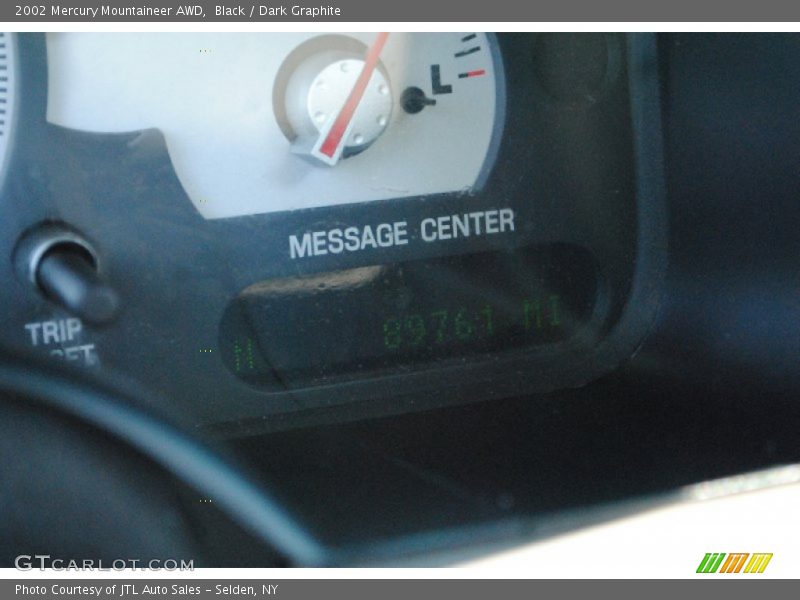 2002 Mercury Mountaineer AWD,  Black / Dark Graphite
L
MESSAGE CENTER
TRIP
89761 MI
GTCARLOT.COM
Photo Courtesy of JTL Auto Sales - Selden, NY